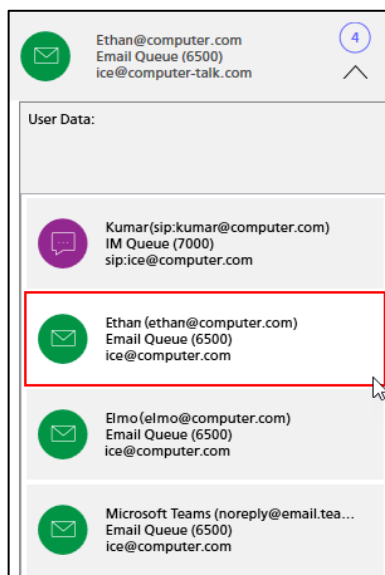 Ethan@computer.com
4
Email Queue (6500)
ice@computer-talk.com
User Data:
Kumar(sip:kumar@computer.com)
IM Queue (7000)
sip:ice@computer.com
Ethan (ethan@computer.com)
Email Queue (6500)
ice@computer.com
Elmo(elmo@computer.com)
Email Queue (6500)
ice@computer.com
Microsoft Teams (noreply@email.tea...
Email Queue (6500)
ice@computer.com